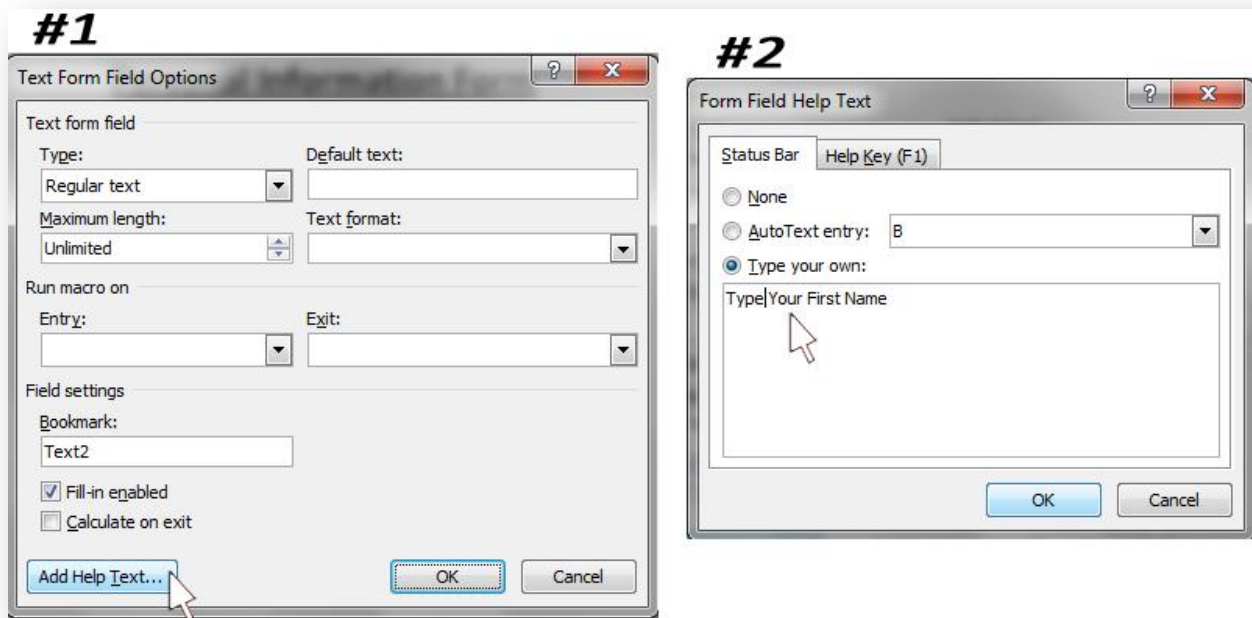 #1
Text Form Field Options
al Information Form
Text form field
Type: Default text:
Regular text
Maximum length: Text format:
Unlimited
Run macro on
Entry: Exit:
Field settings
Bookmark:
Text2
Fill-in enabled
Calculate on exit
Add Help Text...
OK Cancel
#2
Form Field Help Text
Status Bar Help Key (F1)
None
AutoText entry: B
Type your own:
Type Your First Name
OK Cancel